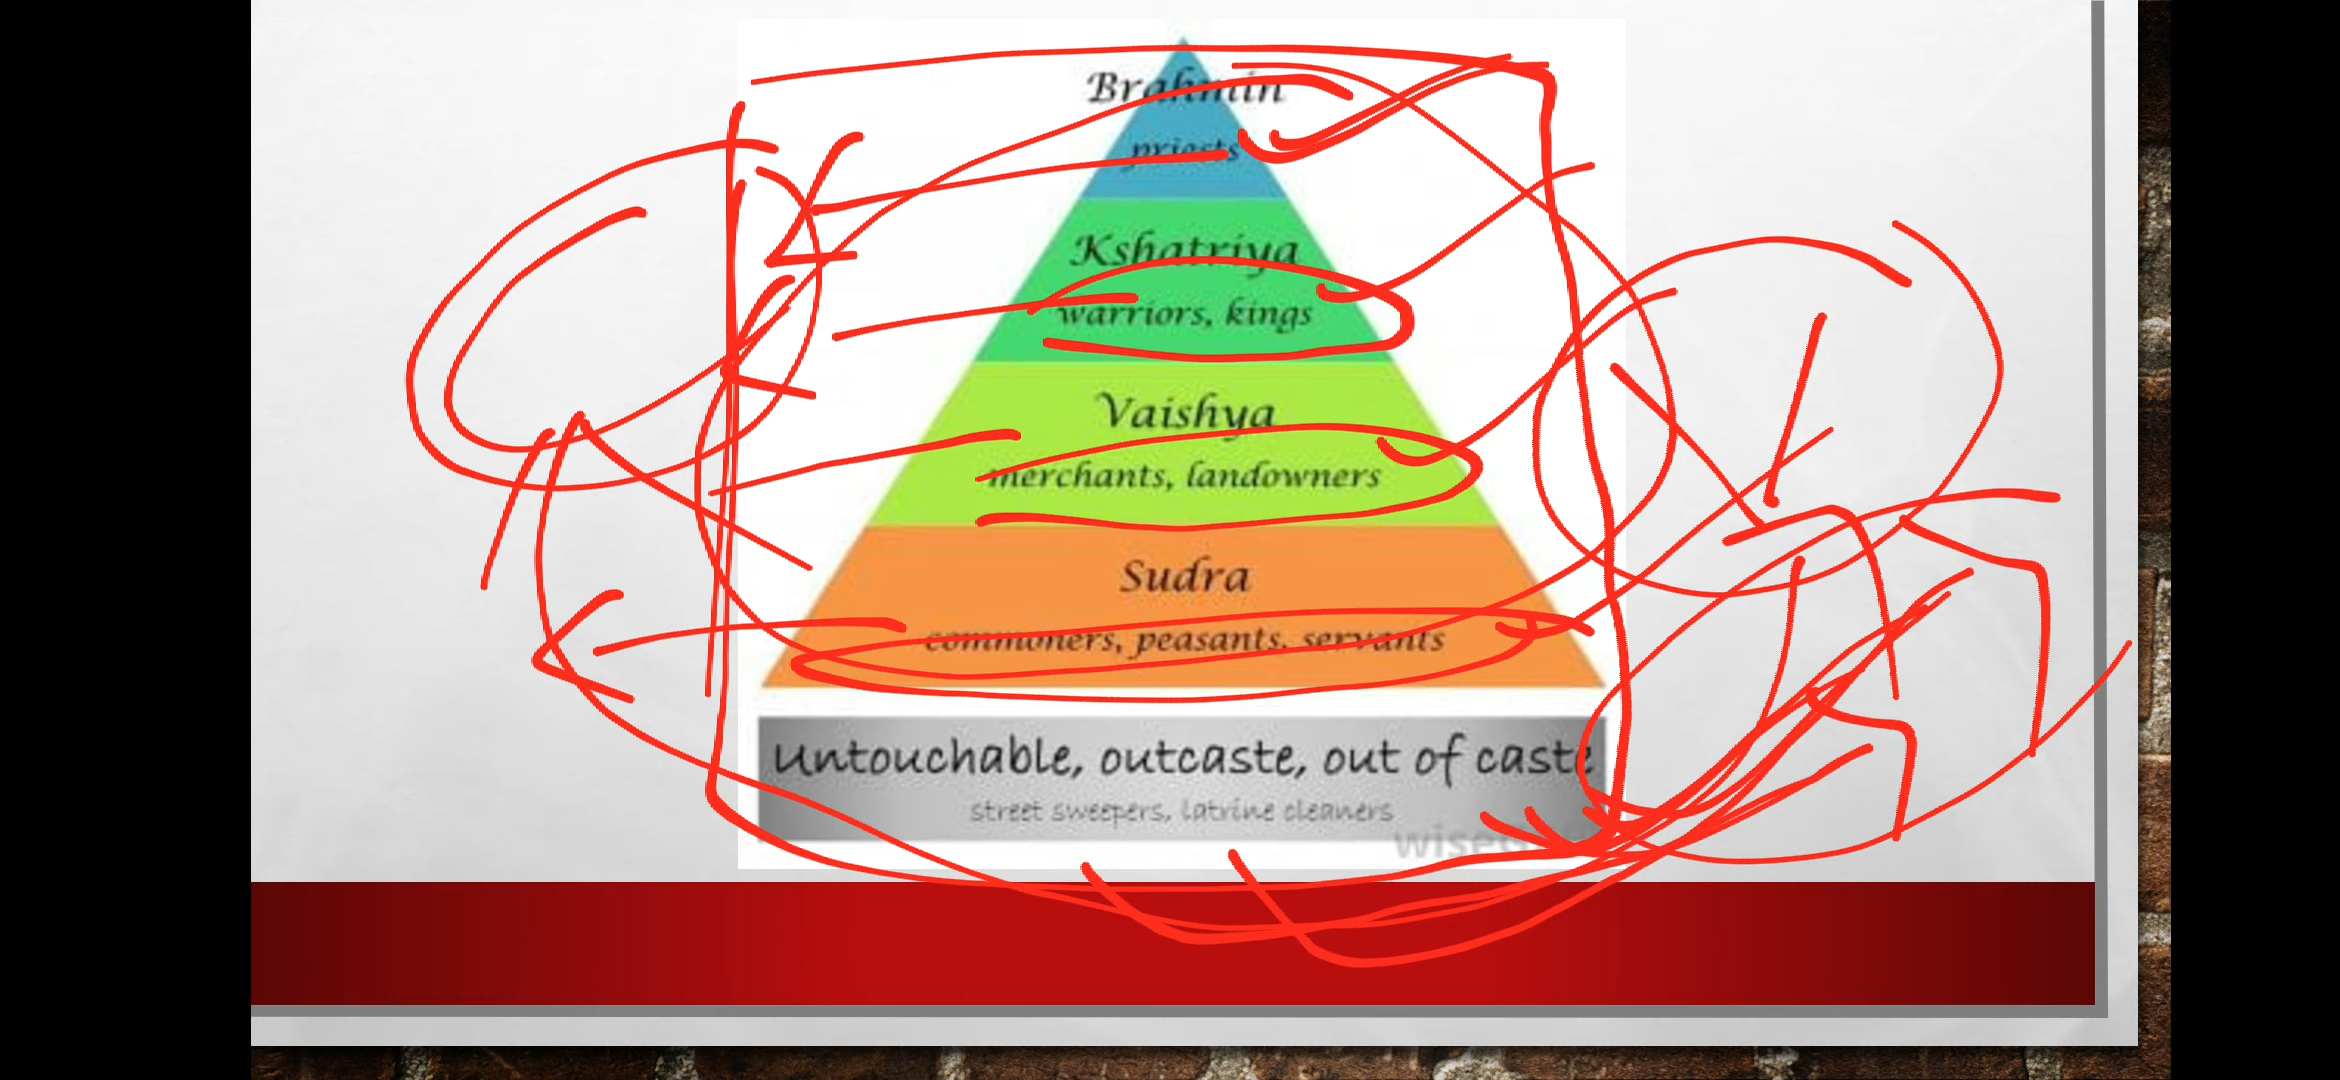 Brahmin
priests
Kshatriya
warriors, kings
Vaishya
merchants, landowners
Sudra
commoners, peasants, servants
Untouchable, outcaste, out of caste
street sweepers, latrine cleaners